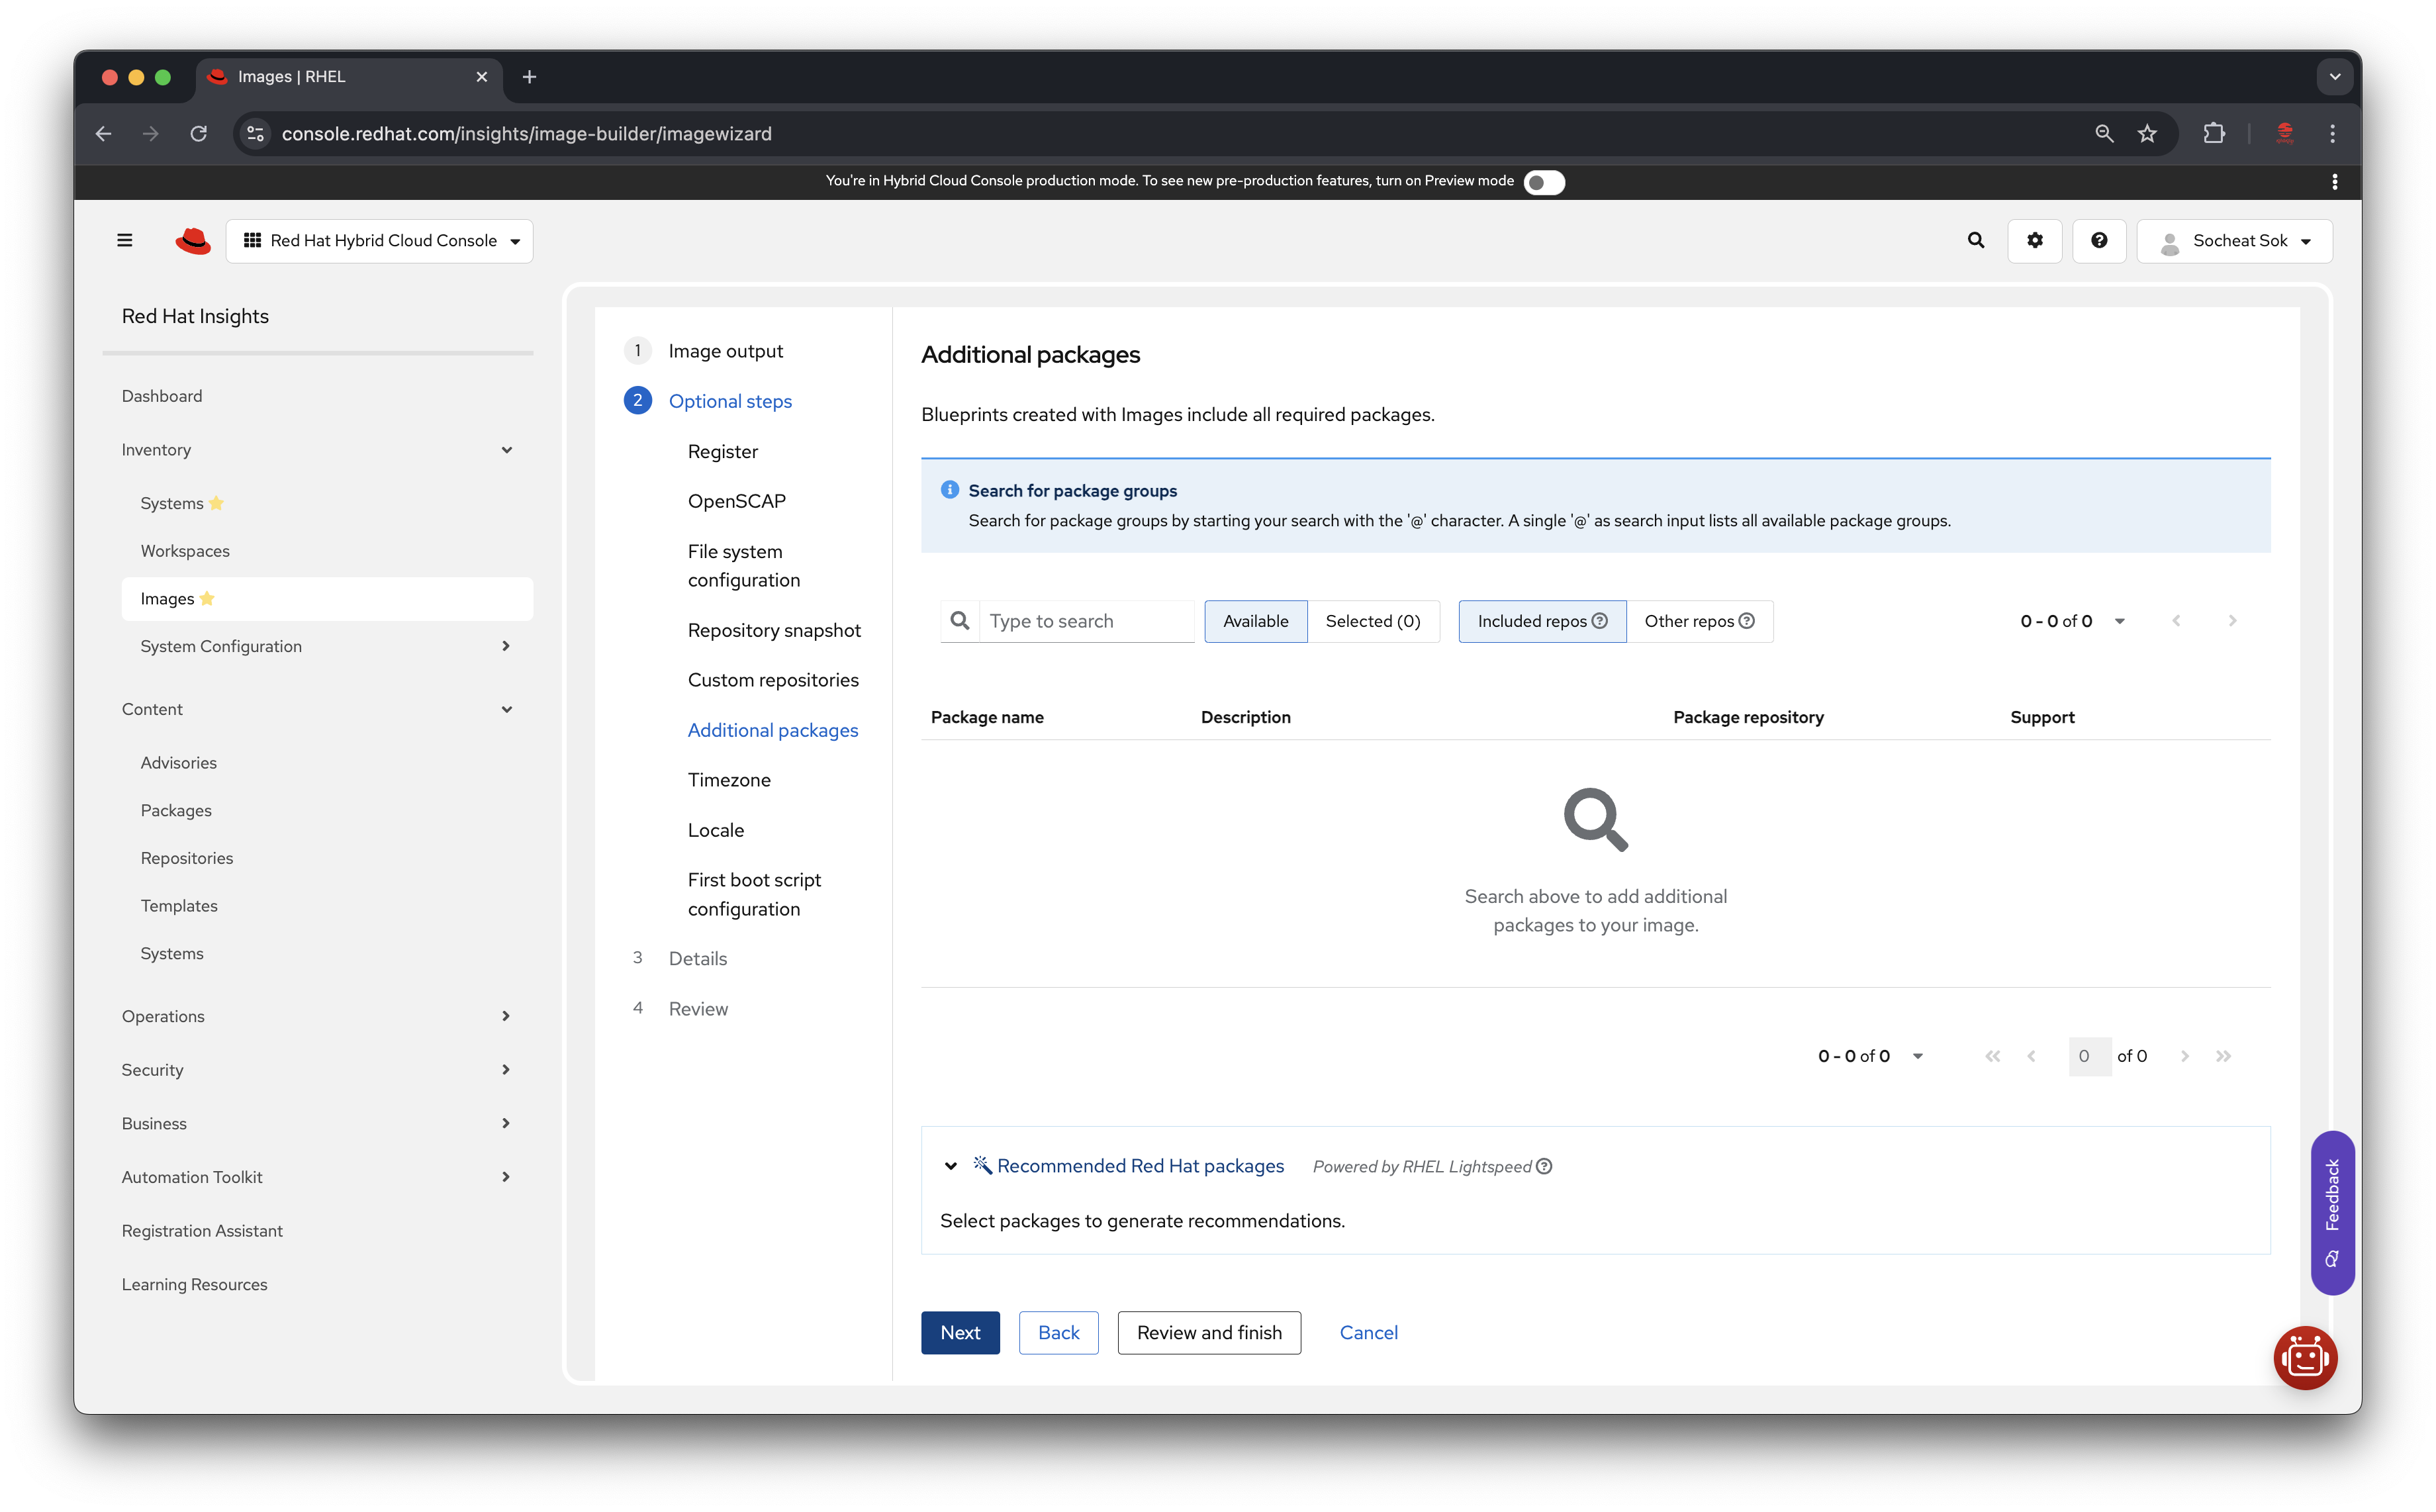 Images | RHEL
console.redhat.com/insights/image-builder/imagewizard
You're in Hybrid Cloud Console production mode. To see new pre-production features, turn on Preview mode
Red Hat Hybrid Cloud Console
Socheat Sok
Red Hat Insights
Dashboard
Inventory
Systems
Workspaces
Images
System Configuration
Content
Advisories
Packages
Repositories
Templates
Systems
Operations
Security
Business
Automation Toolkit
Registration Assistant
Learning Resources
1 Image output
2 Optional steps
Register
OpenSCAP
File system
configuration
Repository snapshot
Custom repositories
Additional packages
Timezone
Locale
First boot script
configuration
3 Details
4 Review
Additional packages
Blueprints created with Images include all required packages.
Search for package groups
Search for package groups by starting your search with the '@' character. A single '@' as search input lists all available package groups.
Type to search Available Selected (0) Included repos Other repos 0 - 0 of 0
Package name Description Package repository Support
Search above to add additional
packages to your image.
0 - 0 of 0 0 of 0
Recommended Red Hat packages Powered by RHEL Lightspeed
Select packages to generate recommendations.
Next Back Review and finish Cancel
Feedback